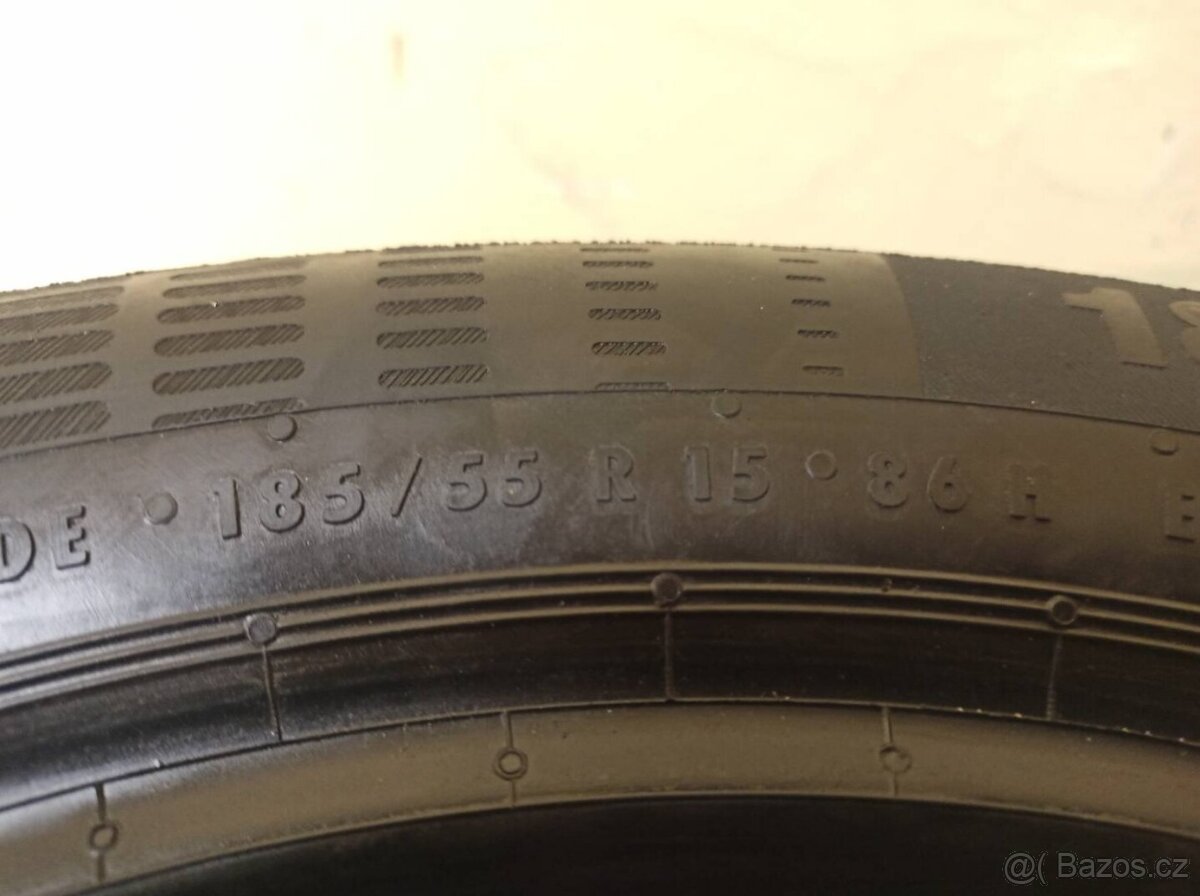 DE • 185/55 R 15 • 86 H
@( Bazos.cz